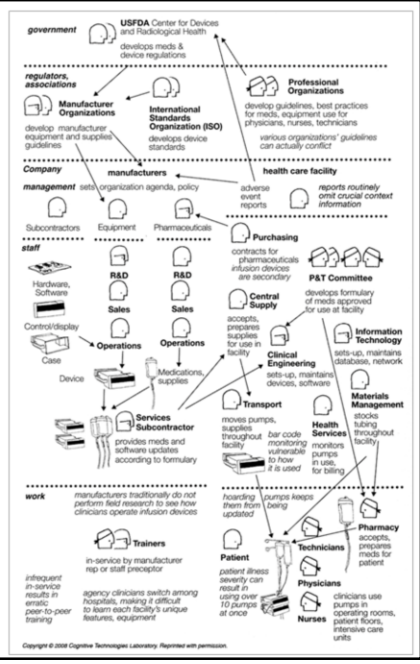 government
USFDA Center for Devices
and Radiological Health
develops meds &
device regulations
regulators,
associations
Manufacturer
Organizations
develop manufacturer
equipment and supplies
guidelines
International
Standards
Organization (ISO)
develops device
standards
Professional
Organizations
develop guidelines, best practices
for meds, equipment use for
physicians, nurses, technicians
various organizations' guidelines
can actually conflict
Company
manufacturers
health care facility
management sets organization agenda, policy
adverse
event
reports
reports routinely
omit crucial context
information
Subcontractors
Equipment
Pharmaceuticals
staff
Purchasing
contracts for
pharmaceuticals
infusion devices
are secondary
P&T Committee
develops formulary
of meds approved
for use at facility
Hardware,
Software
R&D
R&D
Sales
Sales
Central
Supply
accepts,
prepares
supplies
for use in
facility
Control/display
Case
Operations
Operations
Information
Technology
sets-up, maintains
database, network
Clinical
Engineering
sets-up, maintains
devices, software
Device
Medications,
supplies
Materials
Management
stocks
tubing
throughout
facility
Transport
moves pumps,
supplies
throughout
facility
bar code
monitoring
vulnerable
to how
it is used
Health
Services
monitors
pumps
in use,
for billing
Services
Subcontractor
provides meds and
software updates
according to formulary
work
manufacturers traditionally do not
perform field research to see how
clinicians operate infusion devices
hoarding pumps keeps
them from being
updated
Trainers
in-service by manufacturer
rep or staff preceptor
infrequent
in-service
results in
erratic
peer-to-peer
training
agency clinicians switch among
hospitals, making it difficult
to learn each facility's unique
features, equipment
Patient
patient illness
severity can
result in
using over
10 pumps
at once
Technicians
Pharmacy
accepts,
prepares
meds for
patient
Physicians
Nurses
clinicians use
pumps in
operating rooms,
patient floors,
intensive care
units
Copyright © 2008 Cognitive Technologies Laboratory. Reprinted with permission.